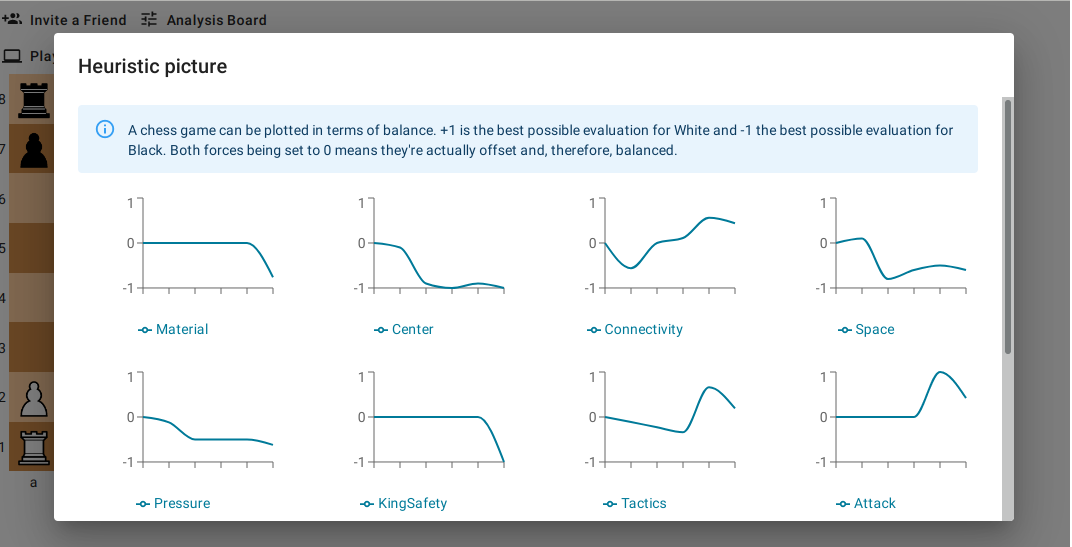 Invite a Friend Analysis Board
Play
Heuristic picture
A chess game can be plotted in terms of balance. +1 is the best possible evaluation for White and -1 the best possible evaluation for
Black. Both forces being set to 0 means they're actually offset and, therefore, balanced.
8
7
6
5
4
3
2
1
a
1 1 1 1
0 0 0 0
-1 -1 -1 -1
Material Center Connectivity Space
1 1 1 1
0 0 0 0
-1 -1 -1 -1
Pressure KingSafety Tactics Attack